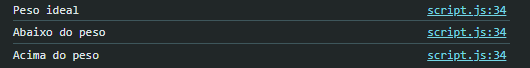 Peso ideal script.js:34
Abaixo do peso script.js:34
Acima do peso script.js:34